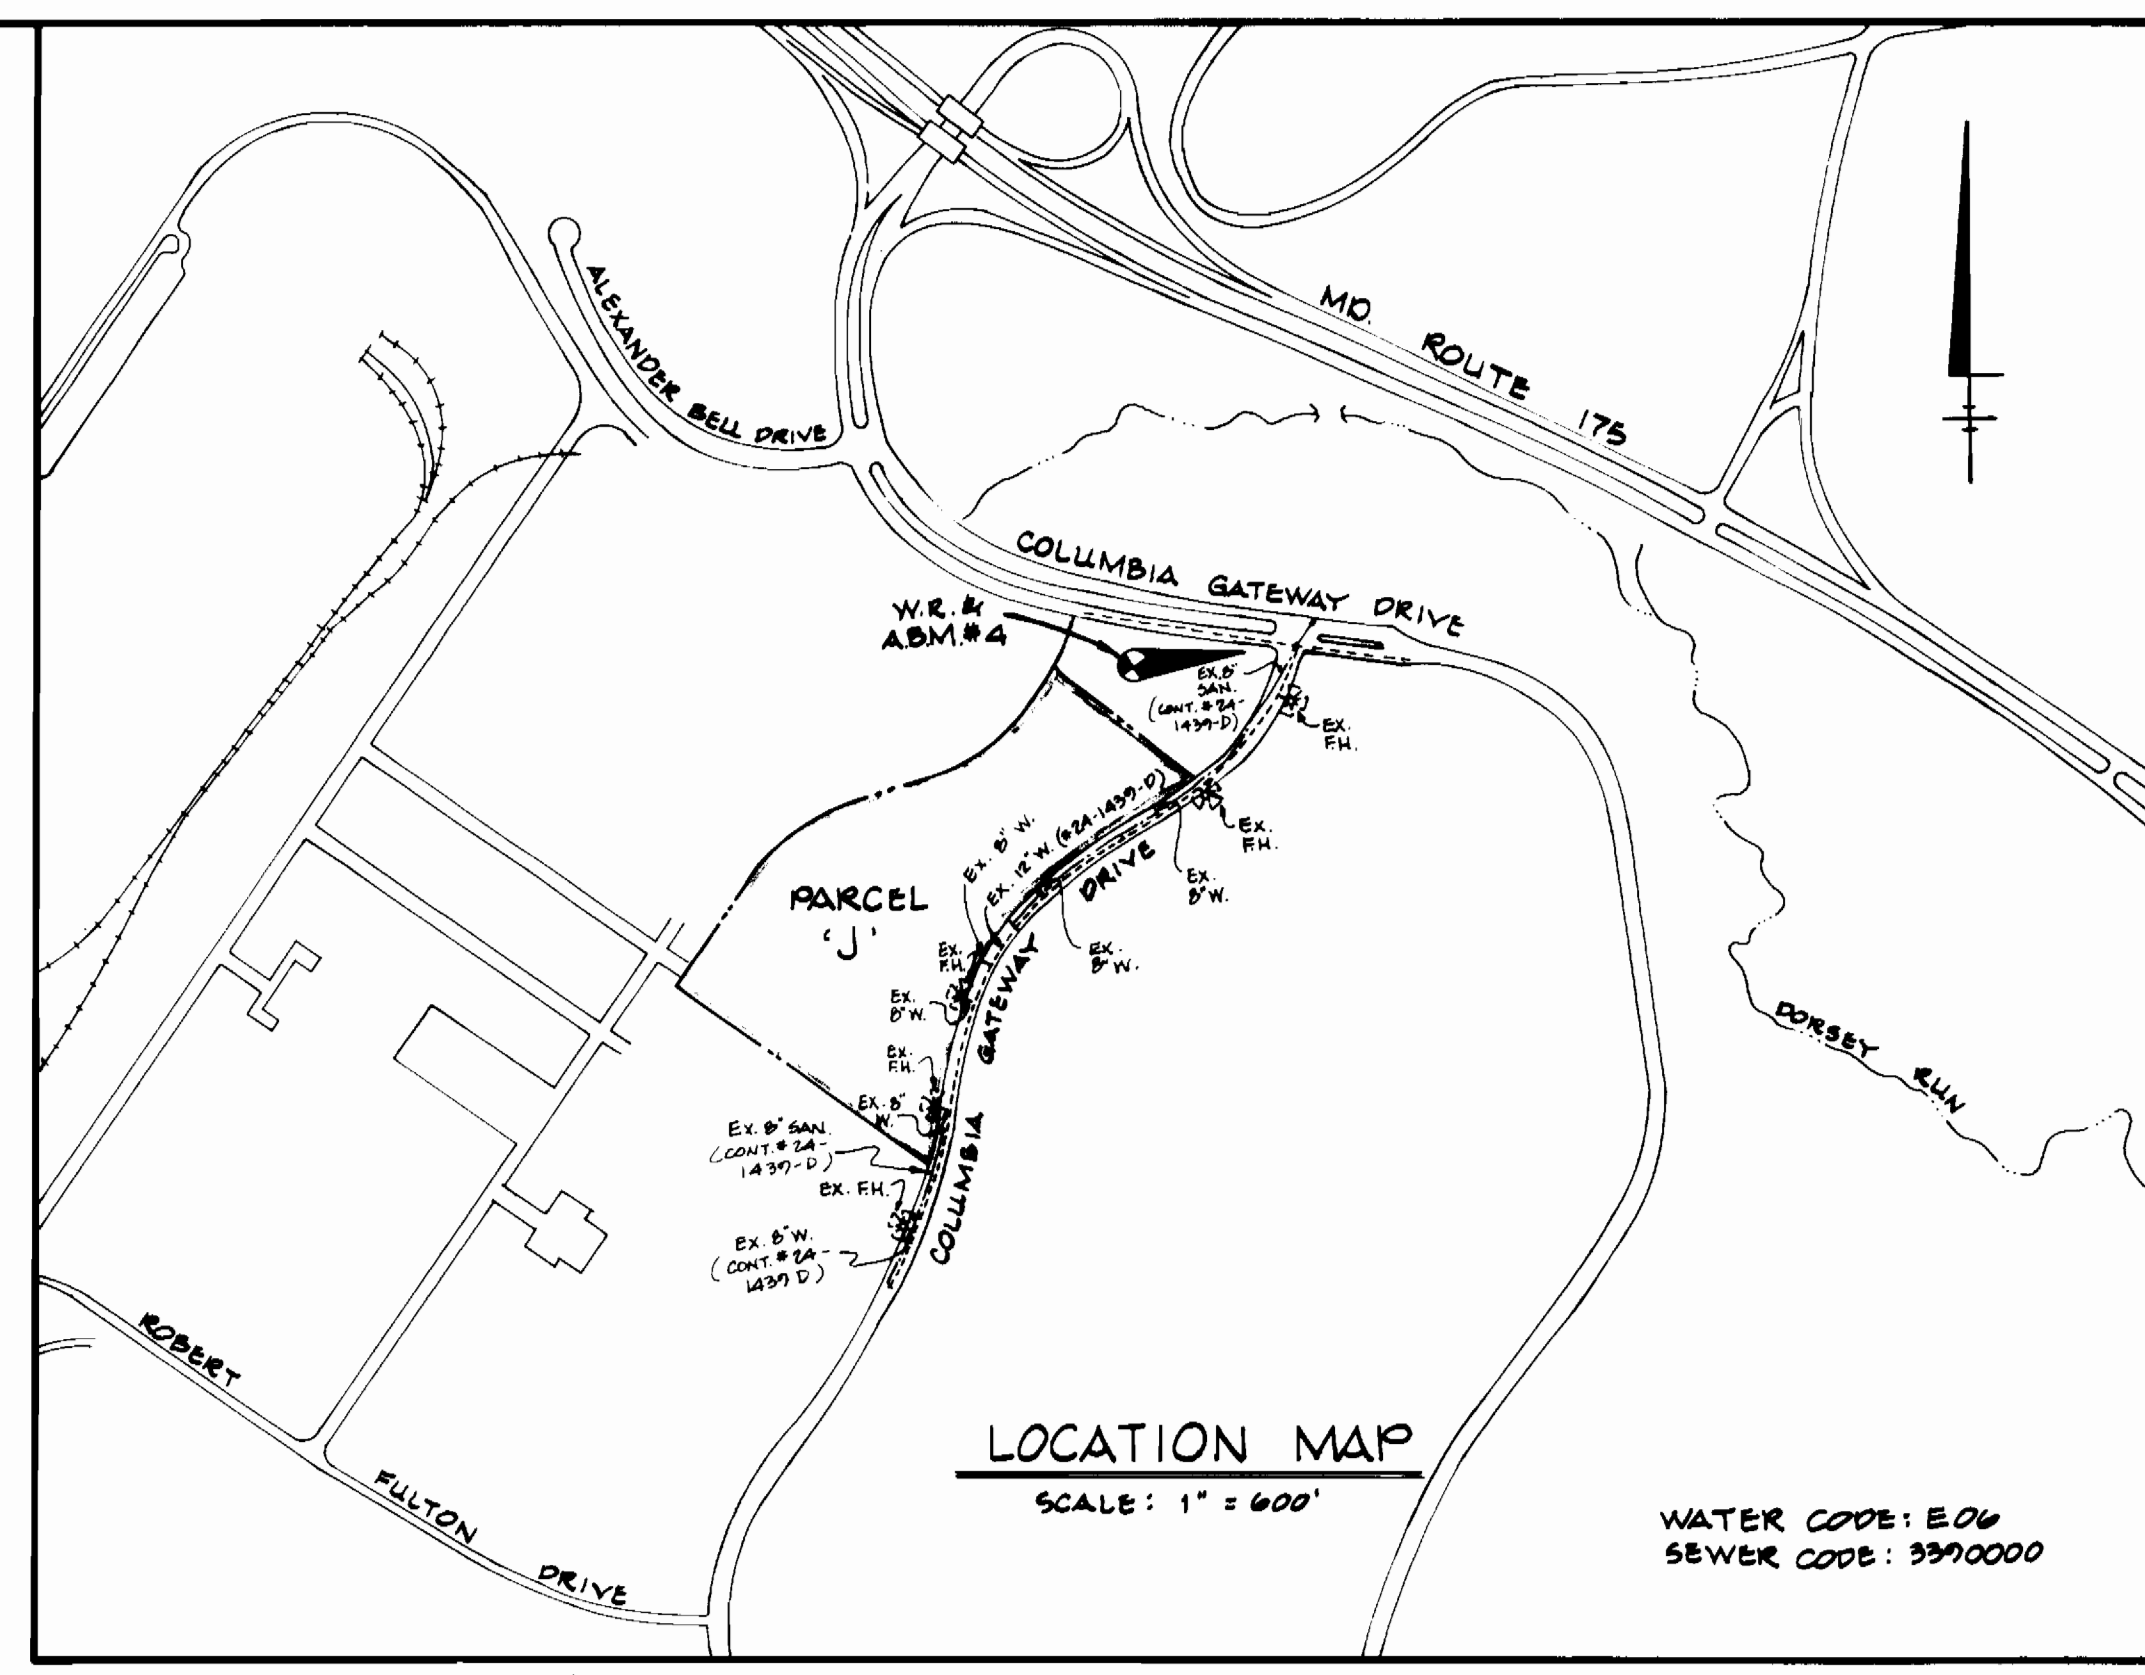 MD. ROUTE 175
ALEXANDER BELL DRIVE
COLUMBIA GATEWAY DRIVE
W.R. &
A.B.M. #4
EX. 8"
SAN.
(CONT. #24-
1439-D)
EX.
F.H.
EX.
F.H.
EX. 8" W.
EX. 12" W. (#24-1439-D)
EX.
8" W.
EX.
8" W.
PARCEL
'J'
EX.
F.H.
EX.
8" W.
EX.
F.H.
EX. 8"
W.
EX. 8" SAN.
(CONT. #24-
1439-D)
EX. F.H.
EX. 8" W.
(CONT. #24-
1439 D)
COLUMBIA GATEWAY DRIVE
DORSEY RUN
ROBERT FULTON DRIVE
LOCATION MAP
SCALE: 1" = 600'
WATER CODE: E06
SEWER CODE: 3390000